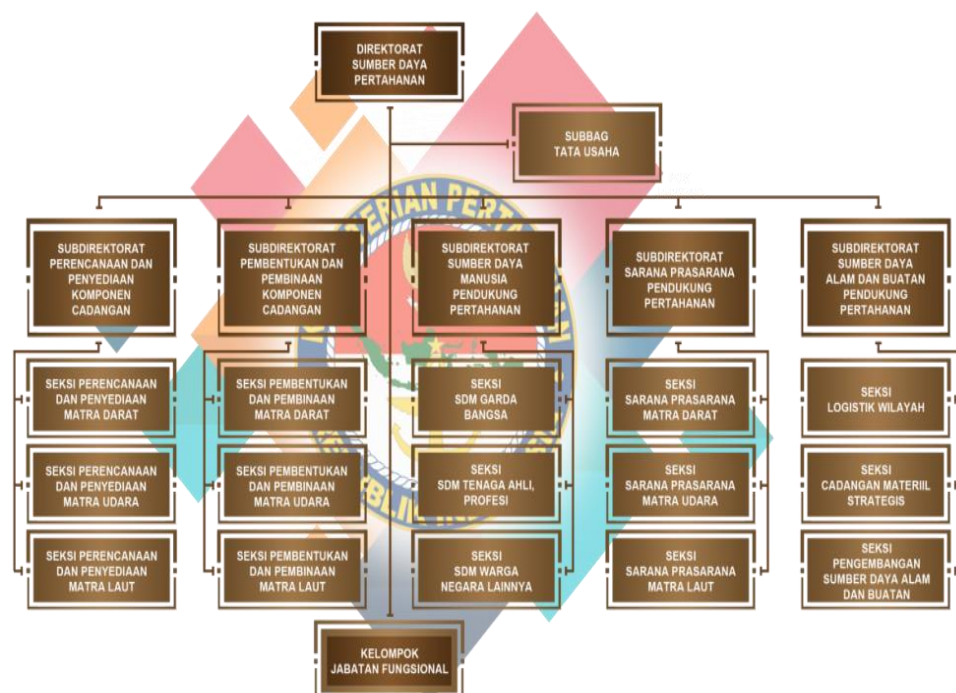 DIREKTORAT
SUMBER DAYA
PERTAHANAN
SUBBAG
TATA USAHA
SUBDIREKTORAT
PERENCANAAN DAN
PENYEDIAAN
KOMPONEN
CADANGAN
SUBDIREKTORAT
PEMBENTUKAN DAN
PEMBINAAN
KOMPONEN
CADANGAN
SUBDIREKTORAT
SUMBER DAYA
MANUSIA
PENDUKUNG
PERTAHANAN
SUBDIREKTORAT
SARANA PRASARANA
PENDUKUNG
PERTAHANAN
SUBDIREKTORAT
SUMBER DAYA
ALAM DAN BUATAN
PENDUKUNG
PERTAHANAN
SEKSI PERENCANAAN
DAN PENYEDIAAN
MATRA DARAT
SEKSI PEMBENTUKAN
DAN PEMBINAAN
MATRA DARAT
SEKSI
SDM GARDA
BANGSA
SEKSI
SARANA PRASARANA
MATRA DARAT
SEKSI
LOGISTIK WILAYAH
SEKSI PERENCANAAN
DAN PENYEDIAAN
MATRA UDARA
SEKSI PEMBENTUKAN
DAN PEMBINAAN
MATRA UDARA
SEKSI
SDM TENAGA AHLI,
PROFESI
SEKSI
SARANA PRASARANA
MATRA UDARA
SEKSI
CADANGAN MATERIIL
STRATEGIS
SEKSI PERENCANAAN
DAN PENYEDIAAN
MATRA LAUT
SEKSI PEMBENTUKAN
DAN PEMBINAAN
MATRA LAUT
SEKSI
SDM WARGA
NEGARA LAINNYA
SEKSI
SARANA PRASARANA
MATRA LAUT
SEKSI
PENGEMBANGAN
SUMBER DAYA ALAM
DAN BUATAN
KELOMPOK
JABATAN FUNGSIONAL